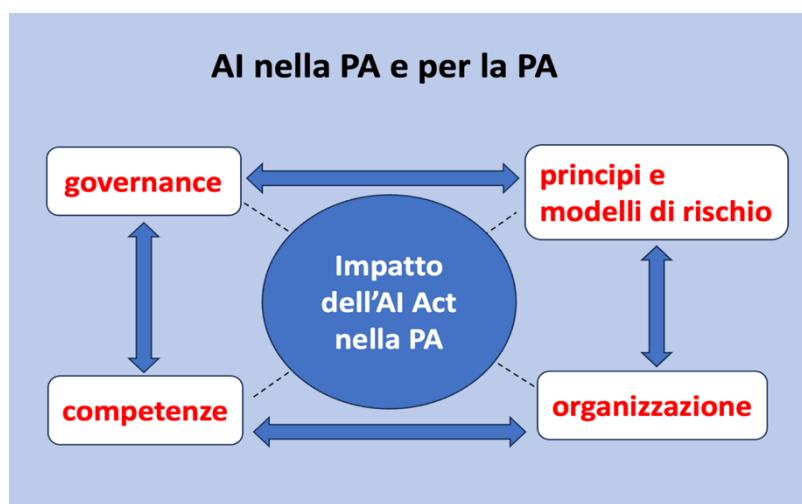 AI nella PA e per la PA
governance
principi e
modelli di rischio
Impatto
dell’AI Act
nella PA
competenze
organizzazione